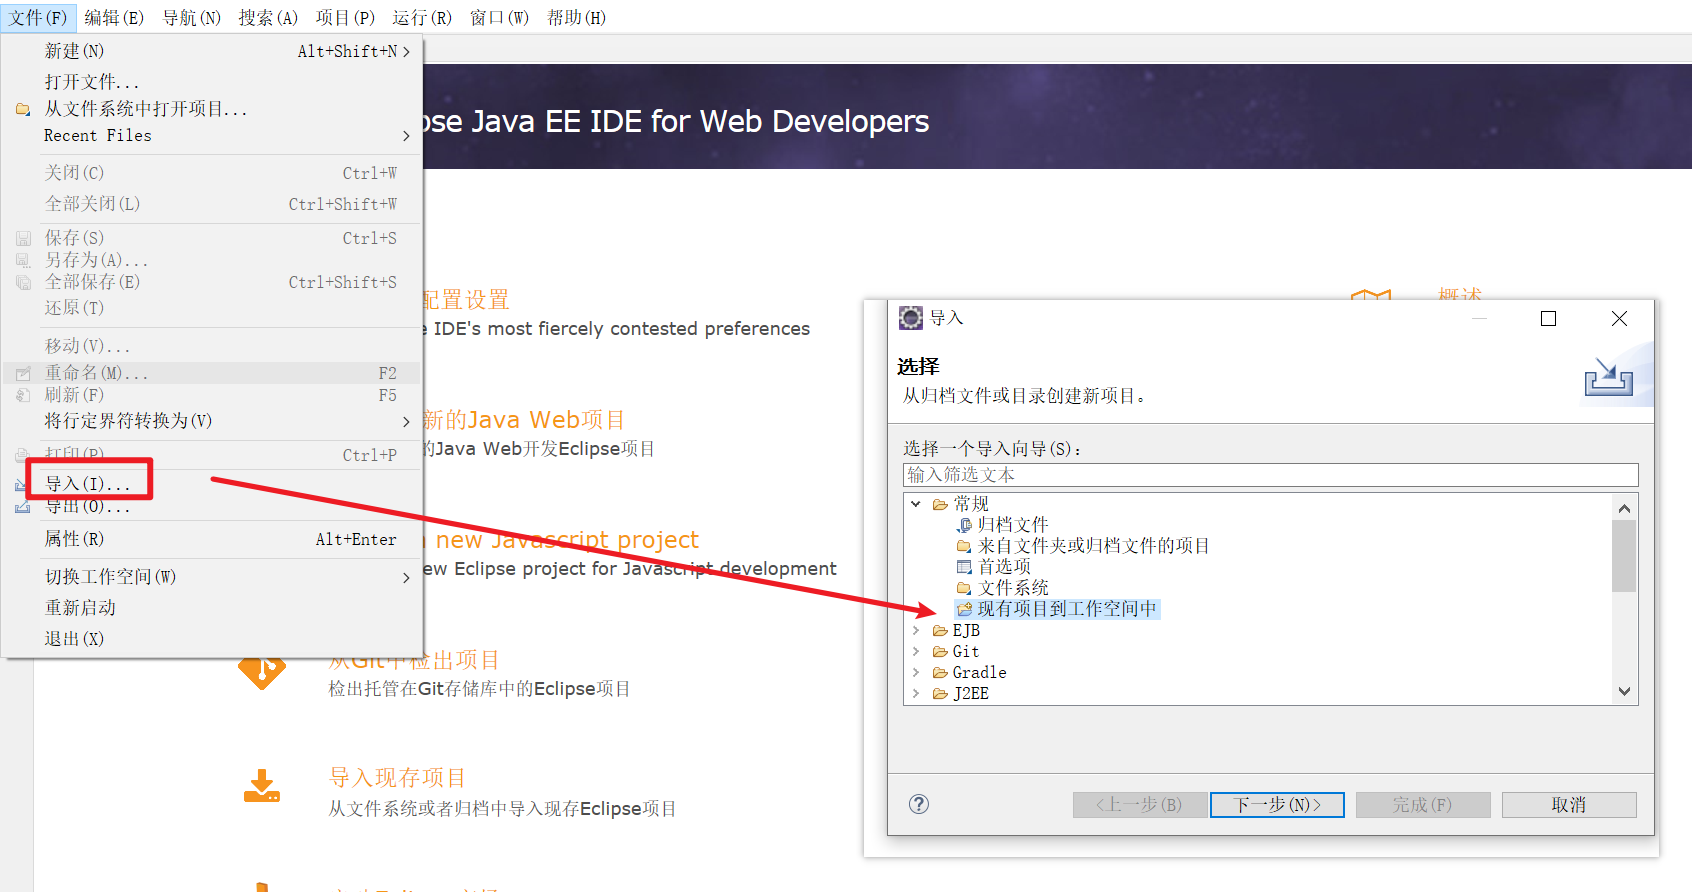 文件(F) 编辑(E) 导航(N) 搜索(A) 项目(P) 运行(R) 窗口(W) 帮助(H)
新建(N) Alt+Shift+N
打开文件...
从文件系统中打开项目...
Recent Files
关闭(C) Ctrl+W
全部关闭(L) Ctrl+Shift+W
保存(S) Ctrl+S
另存为(A)...
全部保存(E) Ctrl+Shift+S
还原(T)
移动(V)...
重命名(M)... F2
刷新(F) F5
将行定界符转换为(V)
打印(P) Ctrl+P
导入(I)...
导出(O)...
属性(R) Alt+Enter
切换工作空间(W)
重新启动
退出(X)
pse Java EE IDE for Web Developers
配置设置
e IDE's most fiercely contested preferences
新的Java Web项目
的Java Web开发Eclipse项目
new Javascript project
ew Eclipse project for Javascript development
从Git中检出项目
检出托管在Git存储库中的Eclipse项目
导入现存项目
从文件系统或者归档中导入现存Eclipse项目
概述
导入
选择
从归档文件或目录创建新项目。
选择一个导入向导(S)：
输入筛选文本
常规
归档文件
来自文件夹或归档文件的项目
首选项
文件系统
现有项目到工作空间中
EJB
Git
Gradle
J2EE
<上一步(B) 下一步(N)> 完成(F) 取消